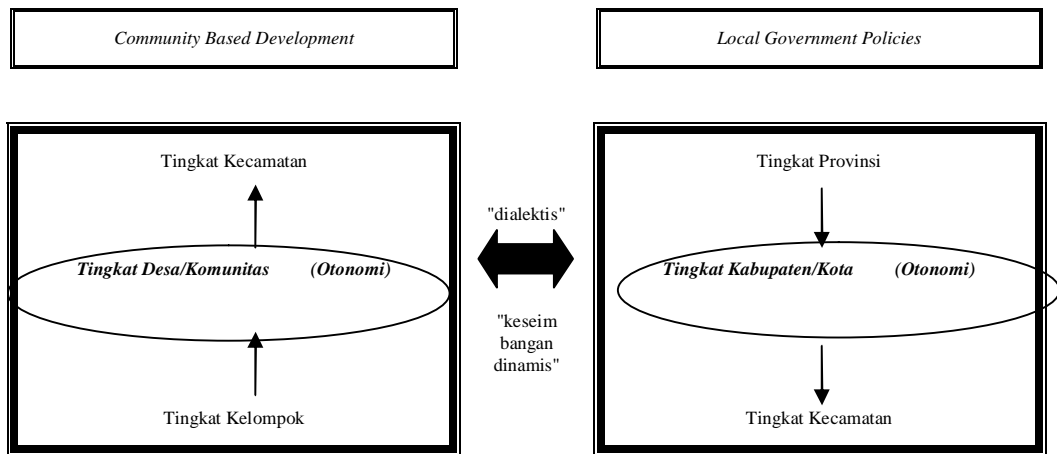 Community Based Development
Local Government Policies
Tingkat Kecamatan
Tingkat Desa/Komunitas (Otonomi)
Tingkat Kelompok
"dialektis"
"keseim
bangan
dinamis"
Tingkat Provinsi
Tingkat Kabupaten/Kota (Otonomi)
Tingkat Kecamatan